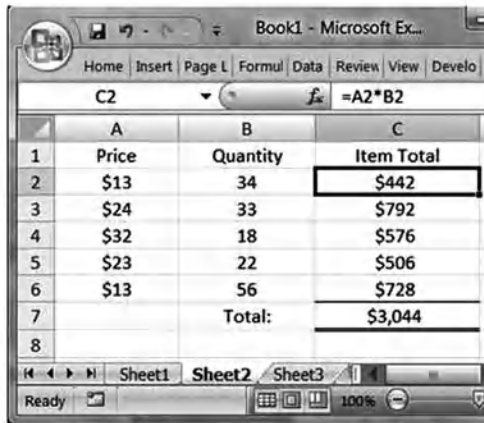 Book1 - Microsoft Ex...
Home Insert Page L Formul Data Review View Develo
C2 fx =A2*B2
A B C
1 Price Quantity Item Total
2 $13 34 $442
3 $24 33 $792
4 $32 18 $576
5 $23 22 $506
6 $13 56 $728
7 Total: $3,044
8
Sheet1 Sheet2 Sheet3
Ready 100%